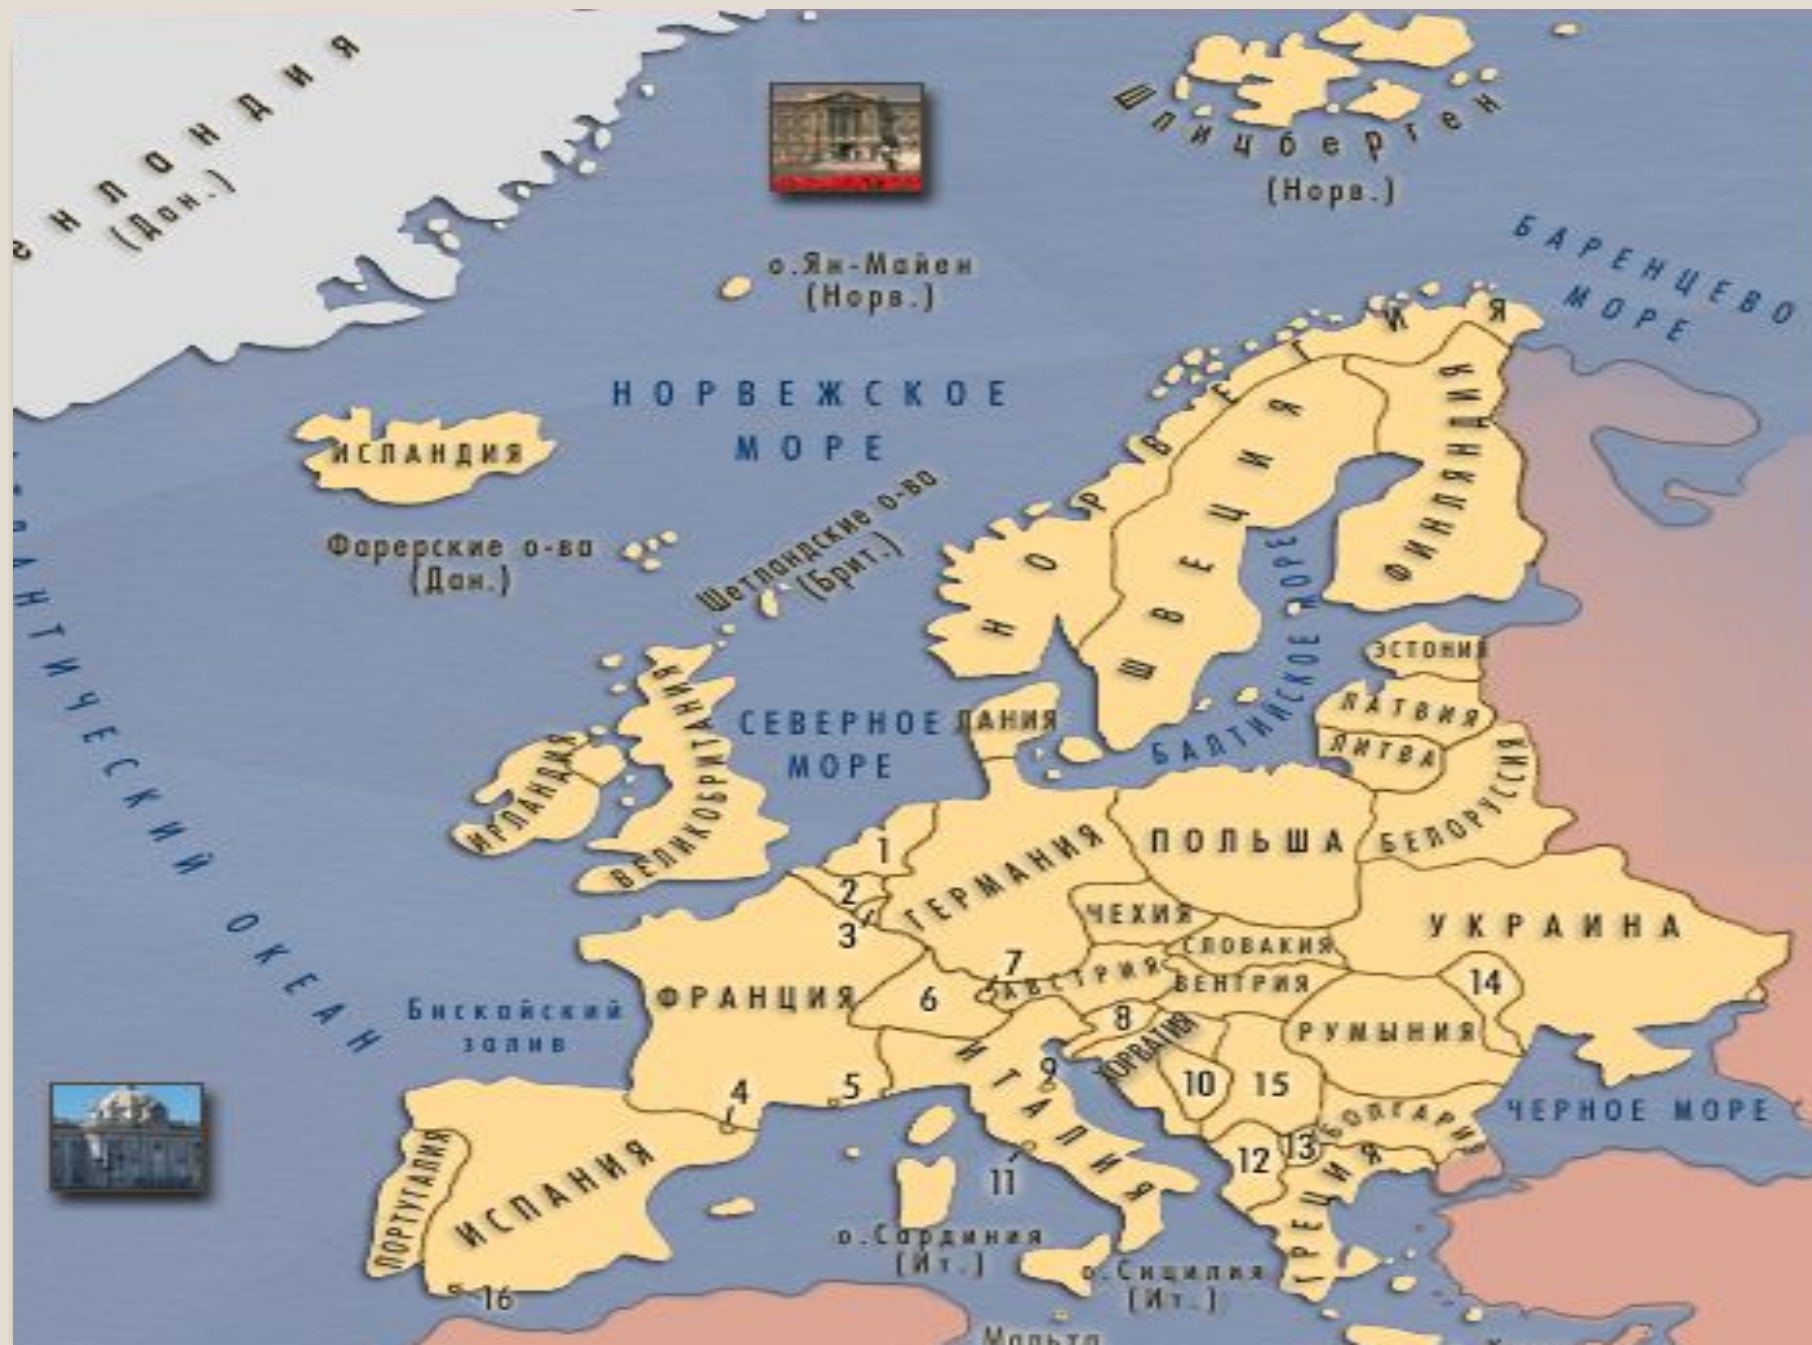 енландия
(Дан.)
Шпицберген
(Норв.)
о.Ян-Майен
(Норв.)
БАРЕНЦЕВО
МОРЕ
НОРВЕЖСКОЕ
МОРЕ
ИСЛАНДИЯ
Фарерские о-ва
(Дан.)
Шетландские о-ва
(Брит.)
НОРВЕГИЯ
ШВЕЦИЯ
ФИНЛЯНДИЯ
БАЛТИЙСКОЕ МОРЕ
ЭСТОНИЯ
ЛАТВИЯ
ЛИТВА
БЕЛОРУССИЯ
СЕВЕРНОЕ
МОРЕ
ДАНИЯ
ИРЛАНДИЯ
ВЕЛИКОБРИТАНИЯ
ОКЕАН
1
2
3
ГЕРМАНИЯ
ПОЛЬША
ЧЕХИЯ
СЛОВАКИЯ
УКРАИНА
7
АВСТРИЯ
ВЕНГРИЯ
14
ФРАНЦИЯ
6
8
ХОРВАТИЯ
РУМЫНИЯ
Бискайский
залив
ИТАЛИЯ
9
10
15
4
5
ЧЕРНОЕ МОРЕ
БОЛГАРИЯ
11
12
13
ГРЕЦИЯ
ПОРТУГАЛИЯ
ИСПАНИЯ
16
о.Сардиния
(Ит.)
о.Сицилия
(Ит.)
Мальта